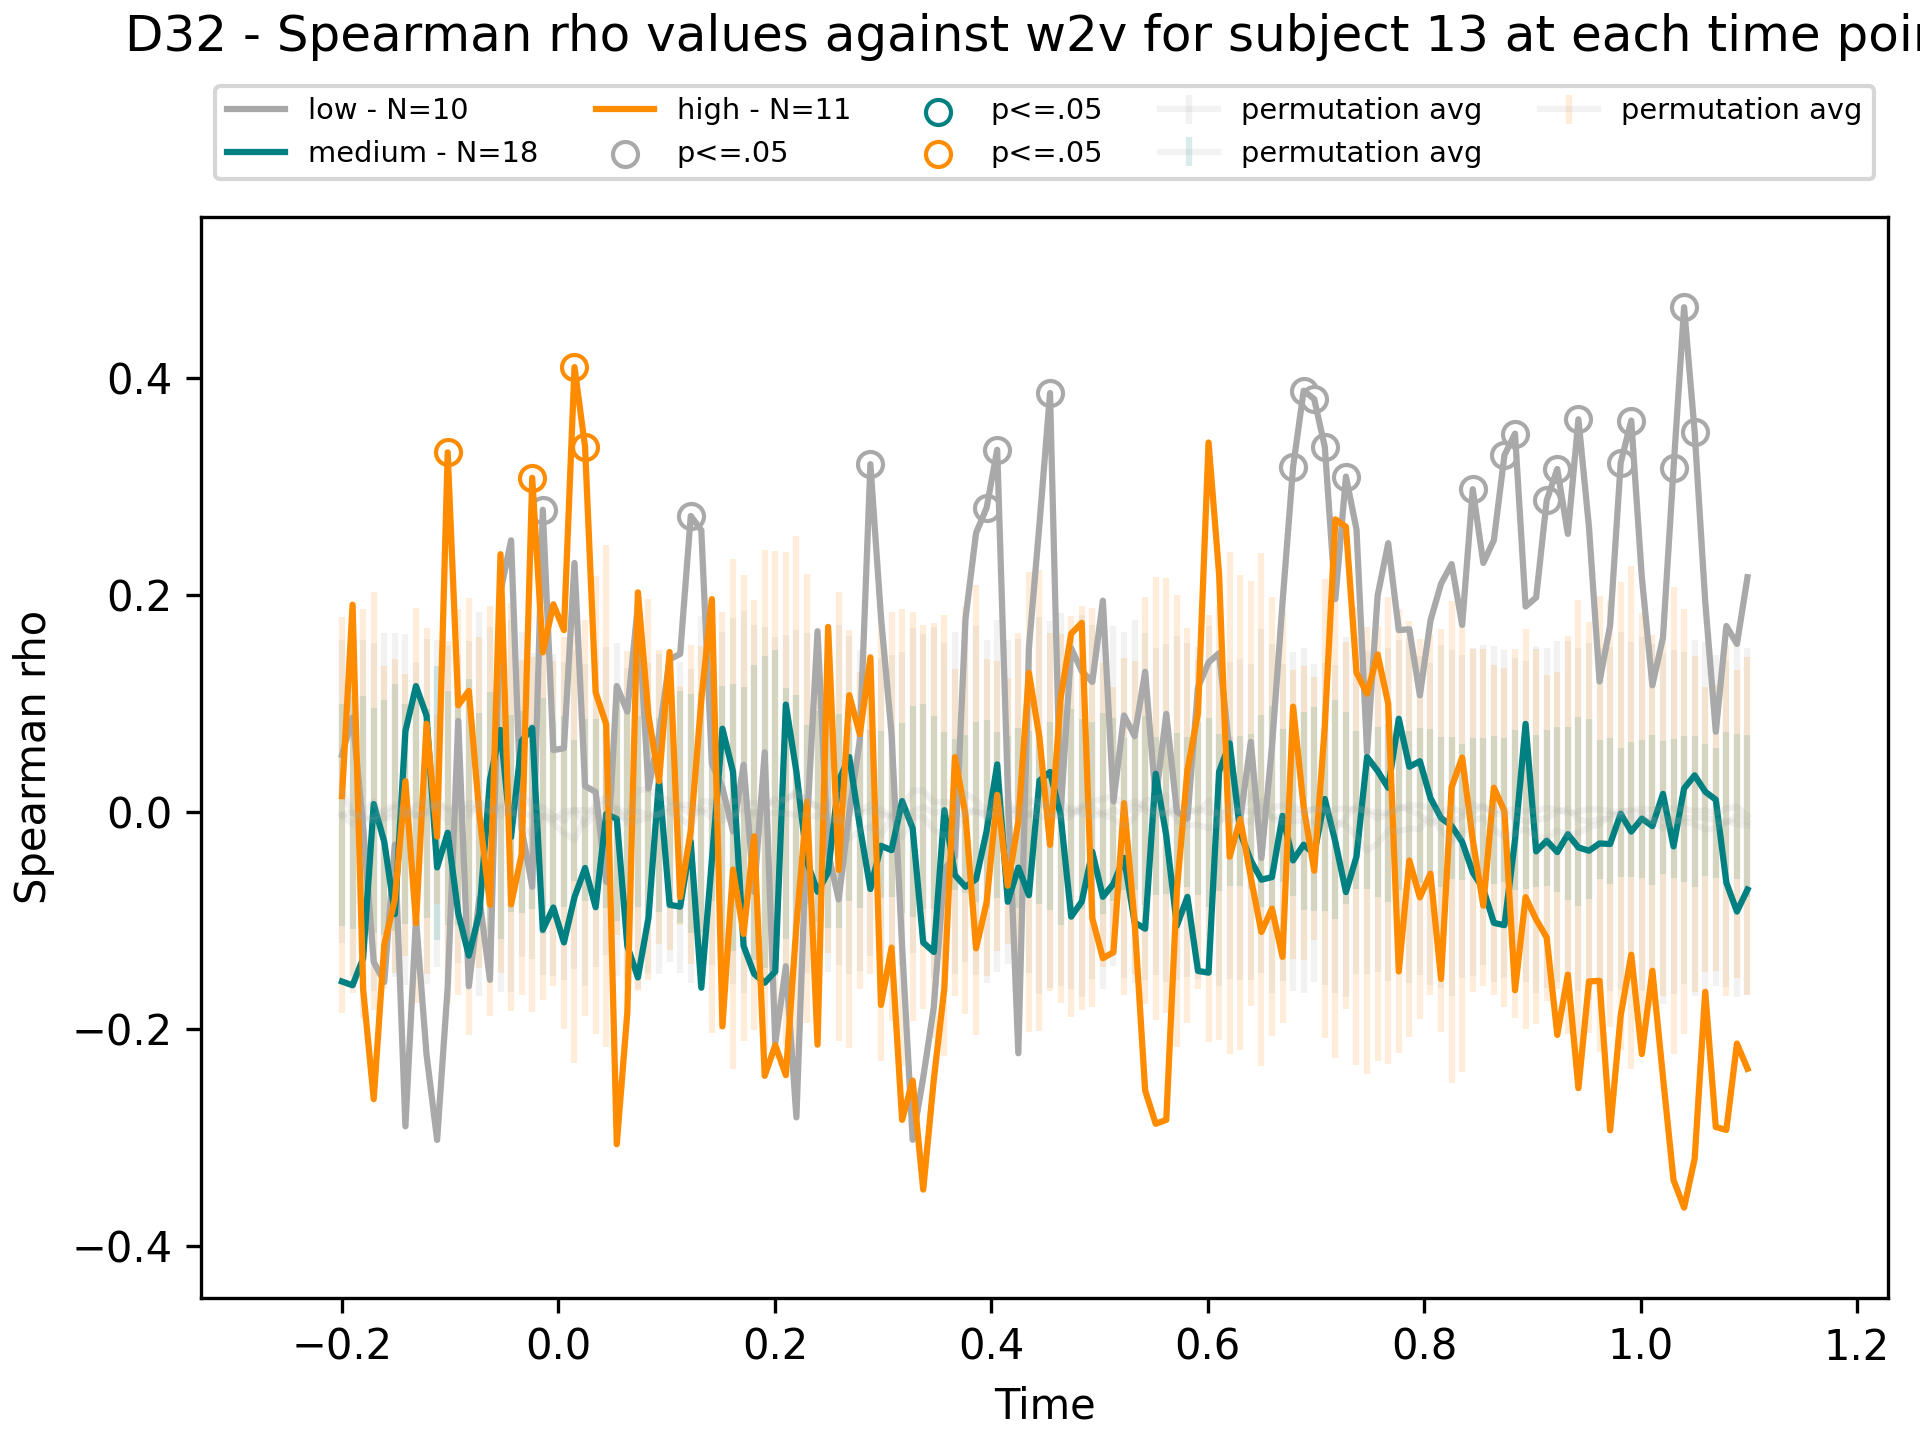 D32 - Spearman rho values against w2v for subject 13 at each time
low - N=10 high - N=11 p<=.05 permutation avg permutation avg
medium - N=18 p<=.05 p<=.05 permutation avg
Spearman rho
0.4
0.2
0.0
−0.2
−0.4
−0.2 0.0 0.2 0.4 0.6 0.8 1.0 1.2
Time